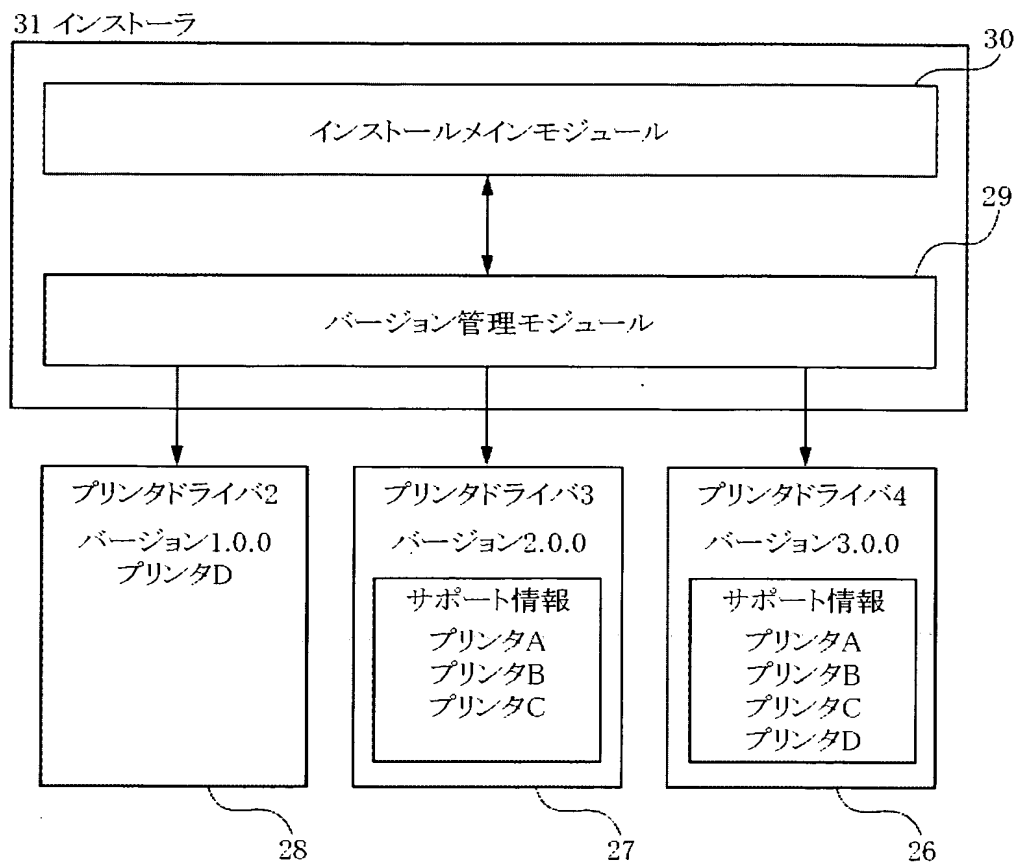 31 インストーラ
30
インストールメインモジュール
29
バージョン管理モジュール
プリンタドライバ2
バージョン1.0.0
プリンタD
28
プリンタドライバ3
バージョン2.0.0
サポート情報
プリンタA
プリンタB
プリンタC
27
プリンタドライバ4
バージョン3.0.0
サポート情報
プリンタA
プリンタB
プリンタC
プリンタD
26